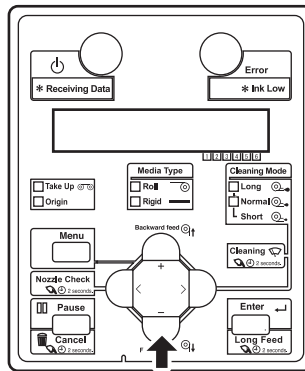 Error
* Receiving Data
* Ink Low
1 2 3 4 5 6
Take Up
Origin
Media Type
Roll
Rigid
Cleaning Mode
Long
Normal
Short
Menu
Backward feed
Cleaning
2 seconds.
Nozzle Check
2 seconds.
+
< >
−
Pause
Cancel
2 seconds.
F
Enter
Long Feed
2 seconds.